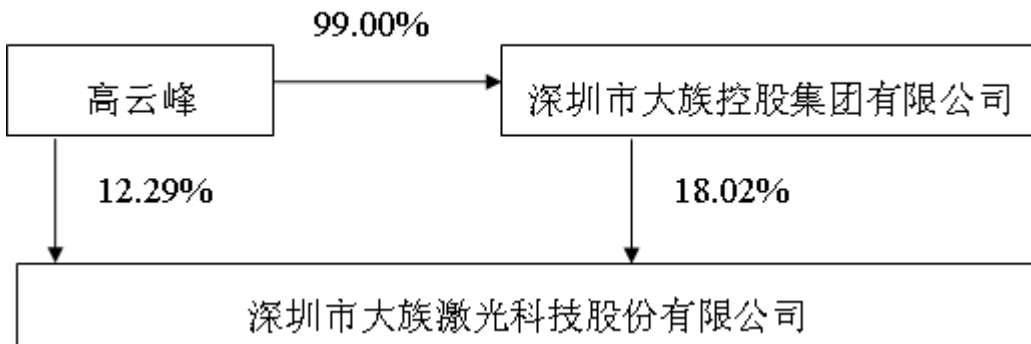 99.00%
高云峰
深圳市大族控股集团有限公司
12.29%
18.02%
深圳市大族激光科技股份有限公司